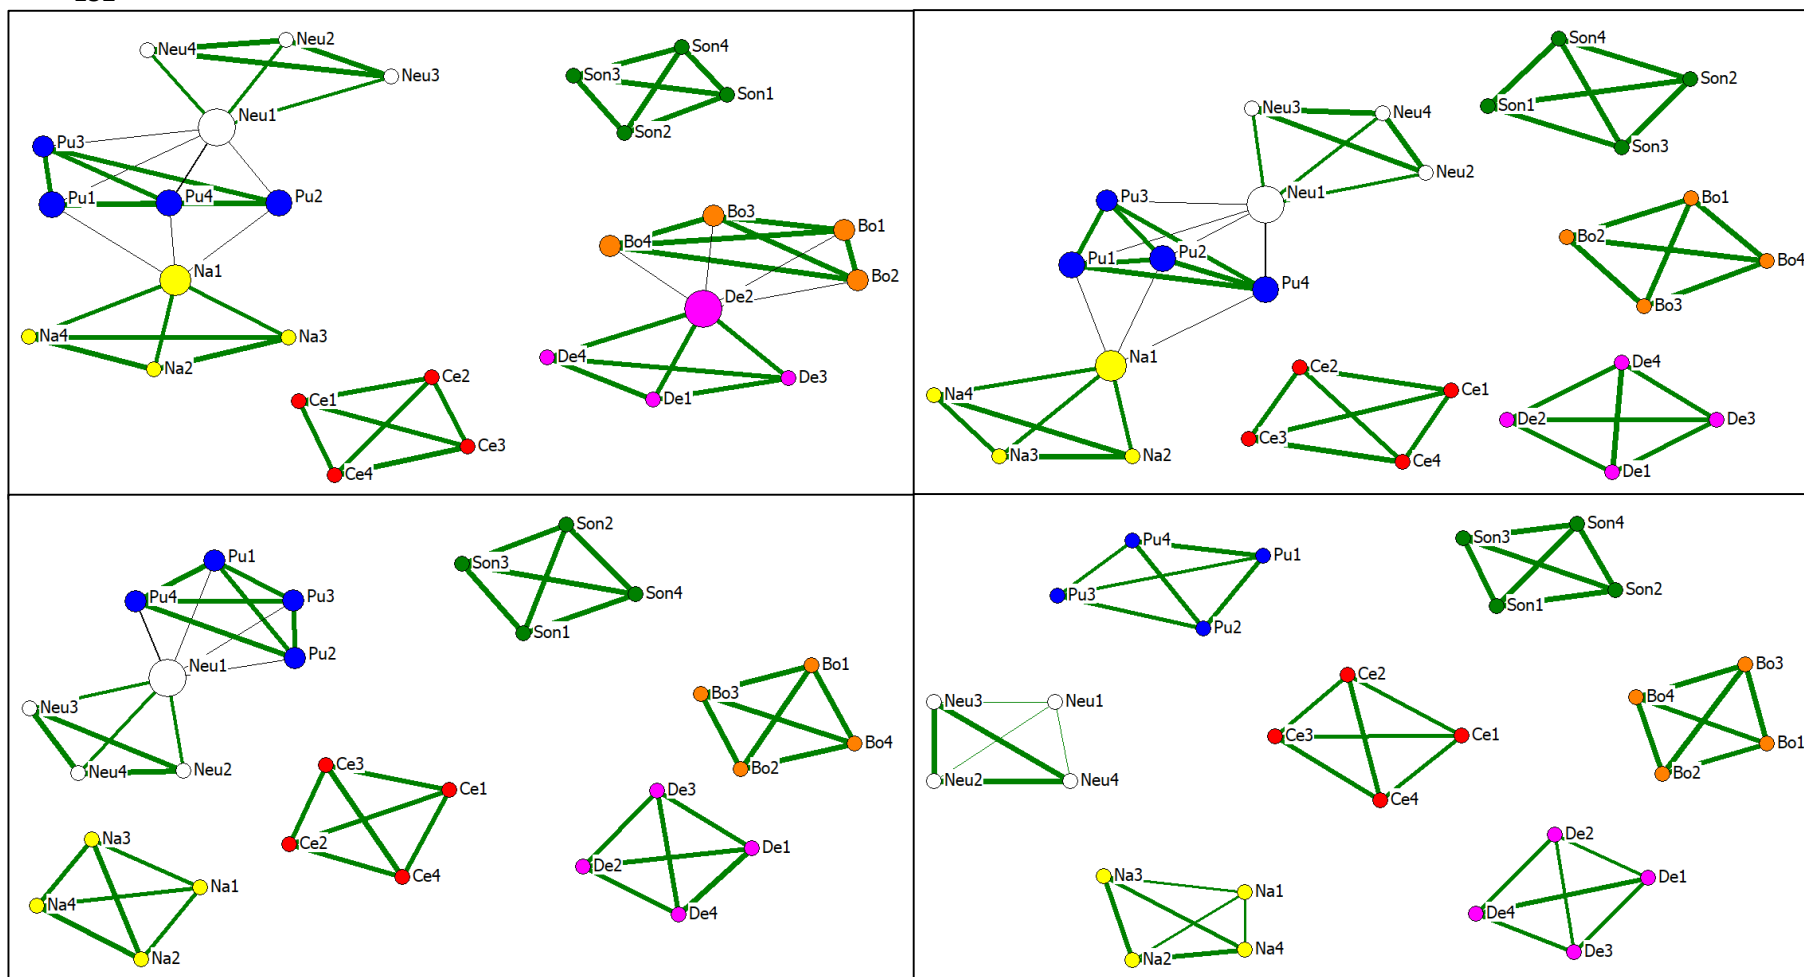 Neu4
Neu2
Neu3
Neu1
Pu3
Pu1
Pu4
Pu2
Na1
Na4
Na3
Na2
Son4
Son3
Son1
Son2
Bo3
Bo1
Bo4
Bo2
De2
De4
De3
De1
Ce2
Ce1
Ce3
Ce4
Son4
Son2
Son1
Son3
Neu3
Neu4
Neu2
Neu1
Pu3
Pu2
Pu1
Pu4
Na1
Na4
Na3
Na2
Bo1
Bo2
Bo4
Bo3
Ce2
Ce1
Ce3
Ce4
De4
De2
De3
De1
Pu1
Pu4
Pu3
Pu2
Neu1
Neu3
Neu4
Neu2
Son2
Son3
Son4
Son1
Bo1
Bo3
Bo4
Bo2
Ce3
Ce1
Ce2
Ce4
De3
De1
De2
De4
Na3
Na1
Na4
Na2
Pu4
Pu1
Pu3
Pu2
Son4
Son3
Son2
Son1
Neu3
Neu1
Neu2
Neu4
Ce2
Ce3
Ce1
Ce4
Bo3
Bo4
Bo1
Bo2
Na3
Na1
Na2
Na4
De2
De1
De4
De3